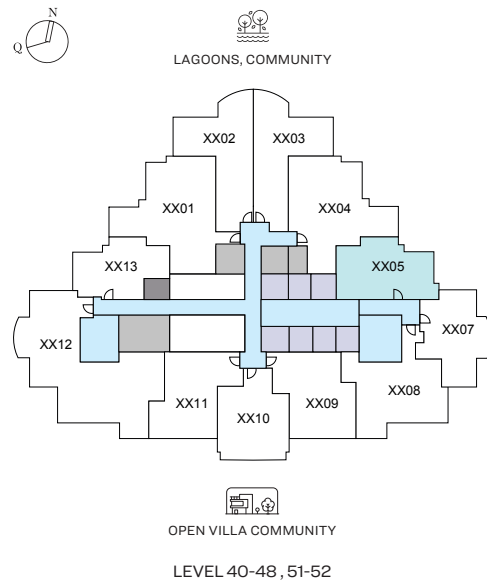 N
Q
LAGOONS, COMMUNITY
XX02 XX03
XX01 XX04
XX13 XX05
XX12 XX07
XX11 XX10 XX09 XX08
OPEN VILLA COMMUNITY
LEVEL 40-48 , 51-52